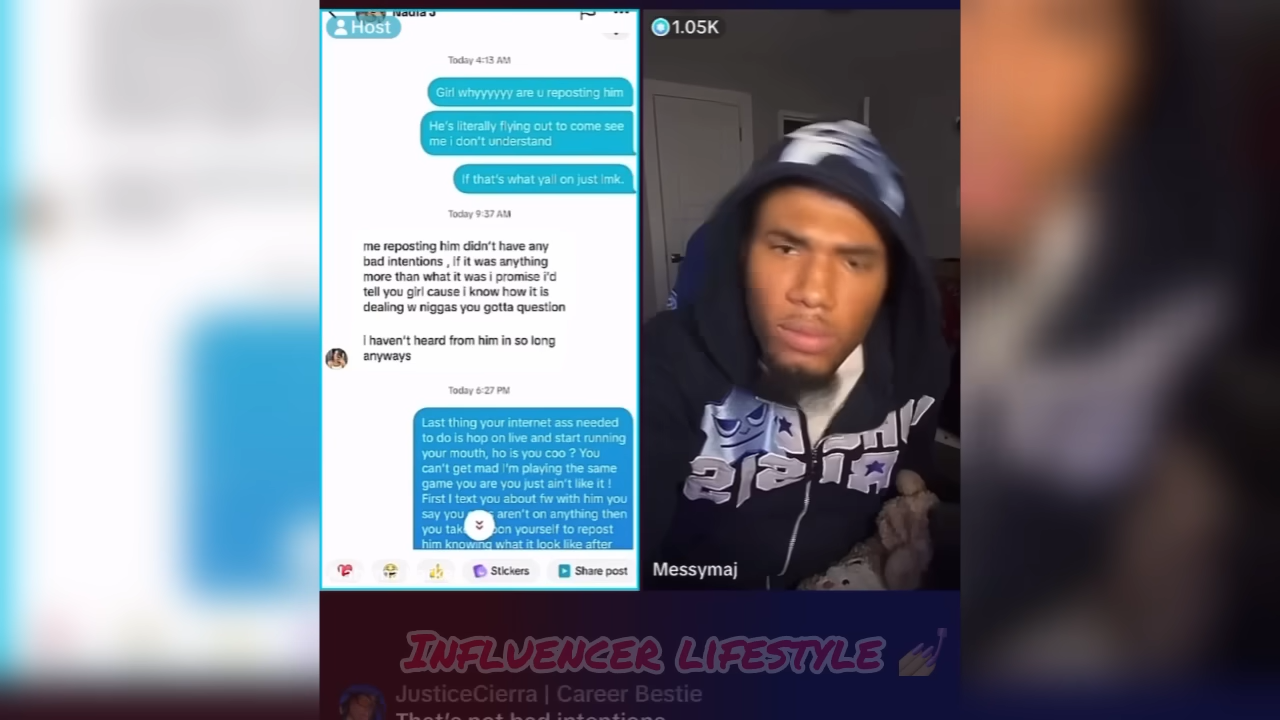 Nadia J
Host
Today 4:13 AM
Girl whyyyyyy are u reposting him
He's literally flying out to come see
me i don't understand
If that's what yall on just lmk.
Today 9:37 AM
me reposting him didn't have any
bad intentions , if it was anything
more than what it was i promise i'd
tell you girl cause i know how it is
dealing w niggas you gotta question
I haven't heard from him in so long
anyways
Today 6:27 PM
Last thing your internet ass needed
to do is hop on live and start running
your mouth, ho is you coo ? You
can't get mad I'm playing the same
game you are you just ain't like it !
First I text you about fw with him you
say you aren't on anything then
you yourself to repost
him knowing what it look like after
Stickers
Share post
1.05K
Messymaj
INFLUENCER LIFESTYLE
JusticeCierra | Career Bestie
That's not bad intentions